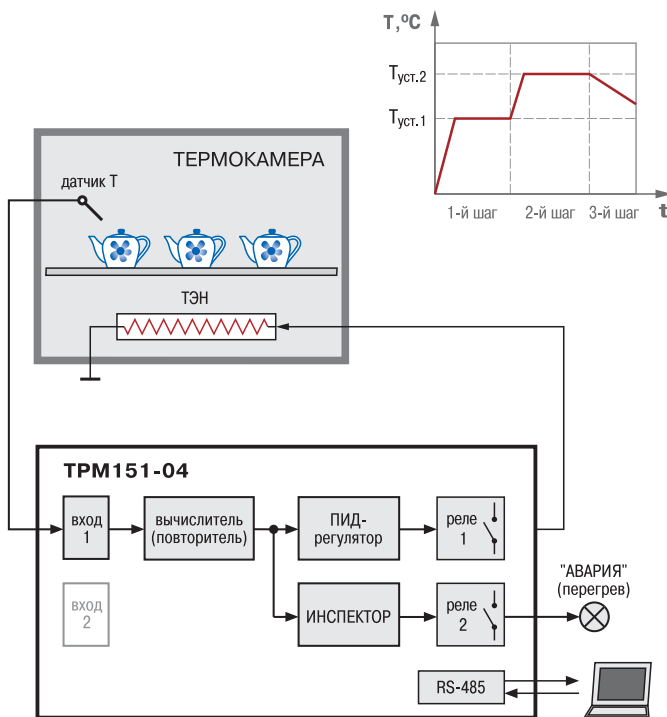 T,ºC
Tуст.2
Tуст.1
t
1-й шаг
2-й шаг
3-й шаг
ТЕРМОКАМЕРА
датчик Т
ТЭН
ТРМ151-04
вход
1
вычислитель
(повторитель)
ПИД-
регулятор
реле
1
вход
2
ИНСПЕКТОР
реле
2
"АВАРИЯ"
(перегрев)
RS-485